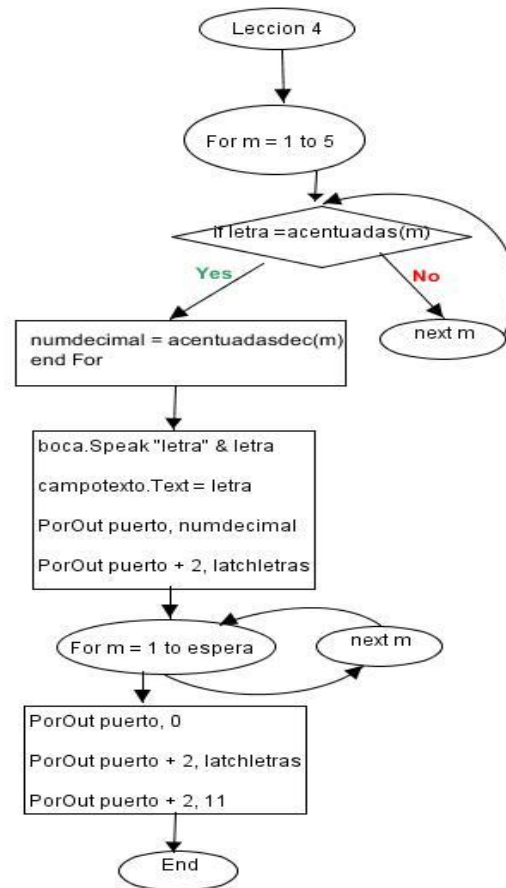 Leccion 4
For m = 1 to 5
if letra =acentuadas(m)
Yes
No
numdecimal = acentuadasdec(m)
end For
next m
boca.Speak "letra" & letra
campotexto.Text = letra
PorOut puerto, numdecimal
PorOut puerto + 2, latchletras
For m = 1 to espera
next m
PorOut puerto, 0
PorOut puerto + 2, latchletras
PorOut puerto + 2, 11
End